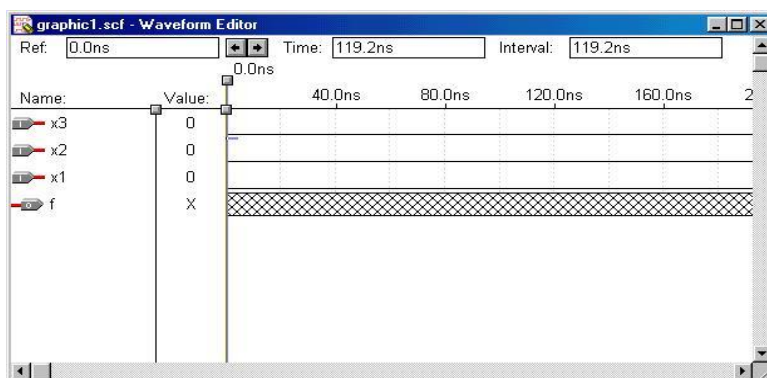 graphic1.scf - Waveform Editor
Ref: 0.0ns Time: 119.2ns Interval: 119.2ns
0.0ns
Name: Value: 40.0ns 80.0ns 120.0ns 160.0ns 2
x3 0
x2 0
x1 0
f X